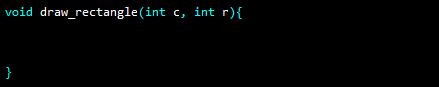 void draw_rectangle(int c, int r){
}